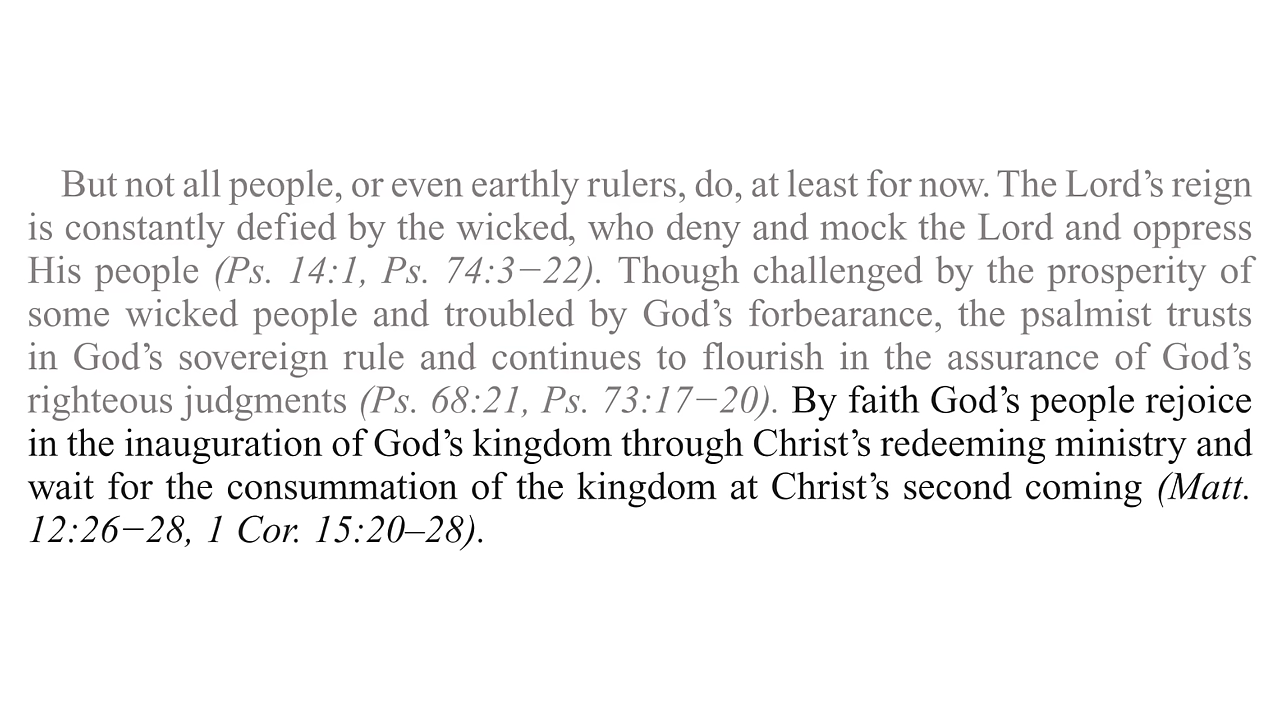 But not all people, or even earthly rulers, do, at least for now. The Lord’s reign
is constantly defied by the wicked, who deny and mock the Lord and oppress
His people (Ps. 14:1, Ps. 74:3−22). Though challenged by the prosperity of
some wicked people and troubled by God’s forbearance, the psalmist trusts
in God’s sovereign rule and continues to flourish in the assurance of God’s
righteous judgments (Ps. 68:21, Ps. 73:17−20). By faith God’s people rejoice
in the inauguration of God’s kingdom through Christ’s redeeming ministry and
wait for the consummation of the kingdom at Christ’s second coming (Matt.
12:26−28, 1 Cor. 15:20–28).